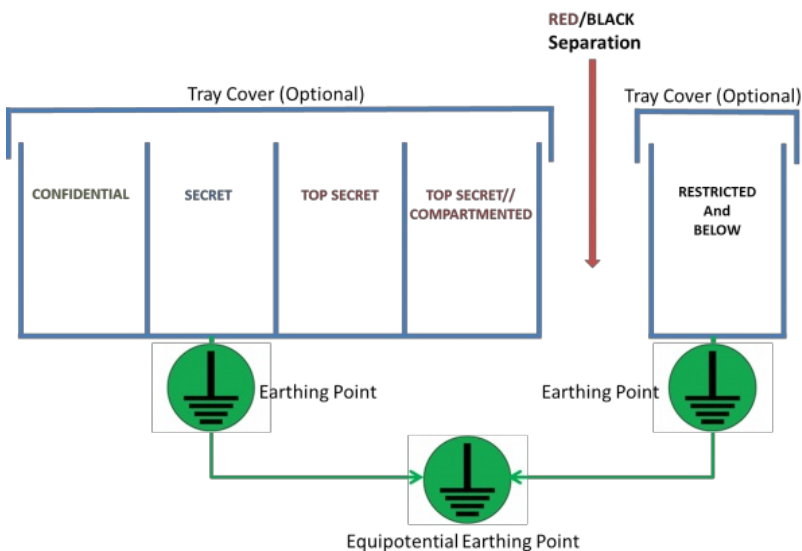 RED/BLACK
Separation
Tray Cover (Optional)
Tray Cover (Optional)
CONFIDENTIAL
SECRET
TOP SECRET
TOP SECRET//
COMPARTMENTED
RESTRICTED
And
BELOW
Earthing Point
Earthing Point
Equipotential Earthing Point